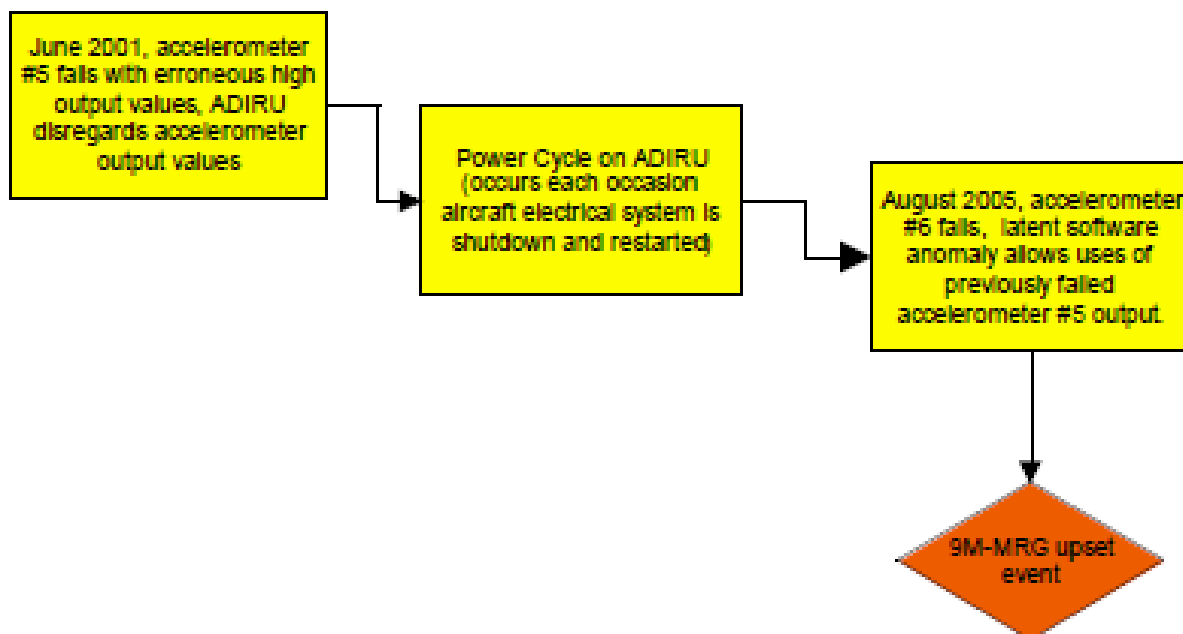 June 2001, accelerometer
#5 fails with erroneous high
output values, ADIRU
disregards accelerometer
output values
Power Cycle on ADIRU
(occurs each occasion
aircraft electrical system is
shutdown and restarted)
August 2005, accelerometer
#6 fails, latent software
anomaly allows uses of
previously failed
accelerometer #5 output.
9M-MRG upset
event